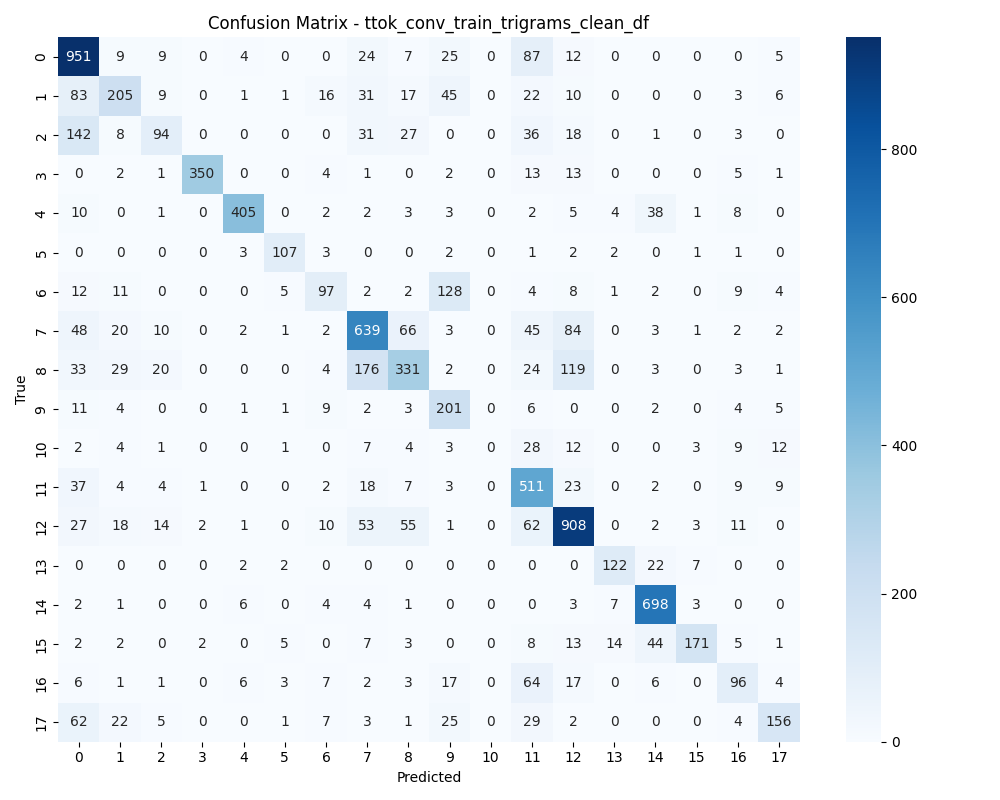 Confusion Matrix - ttok_conv_train_trigrams_clean_df
0 951 9 9 0 4 0 0 24 7 25 0 87 12 0 0 0 0 5
1 83 205 9 0 1 1 16 31 17 45 0 22 10 0 0 0 3 6
2 142 8 94 0 0 0 0 31 27 0 0 36 18 0 1 0 3 0
3 0 2 1 350 0 0 4 1 0 2 0 13 13 0 0 0 5 1
4 10 0 1 0 405 0 2 2 3 3 0 2 5 4 38 1 8 0
5 0 0 0 0 3 107 3 0 0 2 0 1 2 2 0 1 1 0
6 12 11 0 0 0 5 97 2 2 128 0 4 8 1 2 0 9 4
7 48 20 10 0 2 1 2 639 66 3 0 45 84 0 3 1 2 2
8 33 29 20 0 0 0 4 176 331 2 0 24 119 0 3 0 3 1
9 11 4 0 0 1 1 9 2 3 201 0 6 0 0 2 0 4 5
10 2 4 1 0 0 1 0 7 4 3 0 28 12 0 0 3 9 12
11 37 4 4 1 0 0 2 18 7 3 0 511 23 0 2 0 9 9
12 27 18 14 2 1 0 10 53 55 1 0 62 908 0 2 3 11 0
13 0 0 0 0 2 2 0 0 0 0 0 0 0 122 22 7 0 0
14 2 1 0 0 6 0 4 4 1 0 0 0 3 7 698 3 0 0
15 2 2 0 2 0 5 0 7 3 0 0 8 13 14 44 171 5 1
16 6 1 1 0 6 3 7 2 3 17 0 64 17 0 6 0 96 4
17 62 22 5 0 0 1 7 3 1 25 0 29 2 0 0 0 4 156
0 1 2 3 4 5 6 7 8 9 10 11 12 13 14 15 16 17
Predicted
True
800
600
400
200
0